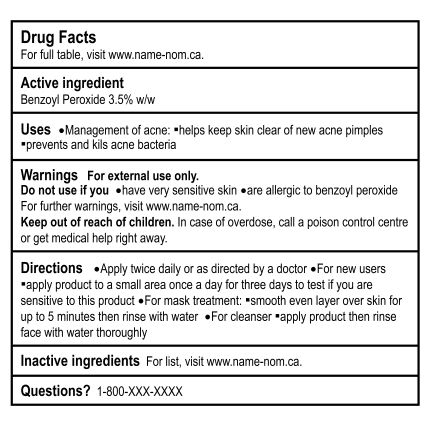 Drug Facts
For full table, visit www.name-nom.ca.
Active ingredient
Benzoyl Peroxide 3.5% w/w
Uses •Management of acne: ▪helps keep skin clear of new acne pimples
▪prevents and kils acne bacteria
Warnings For external use only.
Do not use if you •have very sensitive skin •are allergic to benzoyl peroxide
For further warnings, visit www.name-nom.ca.
Keep out of reach of children. In case of overdose, call a poison control centre
or get medical help right away.
Directions •Apply twice daily or as directed by a doctor •For new users
▪apply product to a small area once a day for three days to test if you are
sensitive to this product •For mask treatment: ▪smooth even layer over skin for
up to 5 minutes then rinse with water •For cleanser ▪apply product then rinse
face with water thoroughly
Inactive ingredients For list, visit www.name-nom.ca.
Questions? 1-800-XXX-XXXX